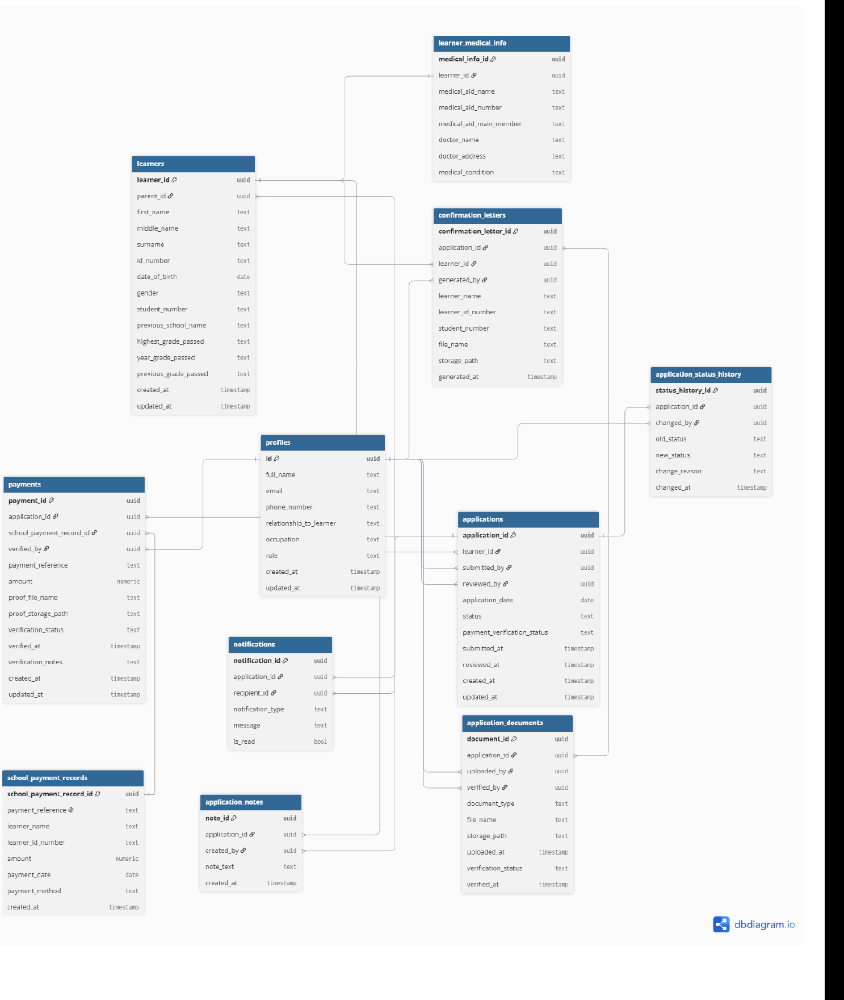 learner_medical_info
medical_info_id uuid
learner_id uuid
medical_aid_name text
medical_aid_number text
medical_aid_main_member text
doctor_name text
doctor_address text
medical_condition text
learners
learner_id uuid
parent_id uuid
first_name text
middle_name text
surname text
id_number text
date_of_birth date
gender text
student_number text
previous_school_name text
highest_grade_passed text
year_grade_passed text
previous_grade_passed text
created_at timestamp
updated_at timestamp
confirmation_letters
confirmation_letter_id uuid
application_id uuid
learner_id uuid
generated_by uuid
learner_name text
learner_id_number text
student_number text
file_name text
storage_path text
generated_at timestamp
application_status_history
status_history_id uuid
application_id uuid
changed_by uuid
old_status text
new_status text
change_reason text
changed_at timestamp
profiles
id uuid
full_name text
email text
phone_number text
relationship_to_learner text
occupation text
role text
created_at timestamp
updated_at timestamp
payments
payment_id uuid
application_id uuid
school_payment_record_id uuid
verified_by uuid
payment_reference text
amount numeric
proof_file_name text
proof_storage_path text
verification_status text
verified_at timestamp
verification_notes text
created_at timestamp
updated_at timestamp
applications
application_id uuid
learner_id uuid
submitted_by uuid
reviewed_by uuid
application_date date
status text
payment_verification_status text
submitted_at timestamp
reviewed_at timestamp
created_at timestamp
updated_at timestamp
notifications
notification_id uuid
application_id uuid
recipient_id uuid
notification_type text
message text
is_read bool
application_documents
document_id uuid
application_id uuid
uploaded_by uuid
verified_by uuid
document_type text
file_name text
storage_path text
uploaded_at timestamp
verification_status text
verified_at timestamp
school_payment_records
school_payment_record_id uuid
payment_reference text
learner_name text
learner_id_number text
amount numeric
payment_date date
payment_method text
created_at timestamp
application_notes
note_id uuid
application_id uuid
created_by uuid
note_text text
created_at timestamp
dbdiagram.io